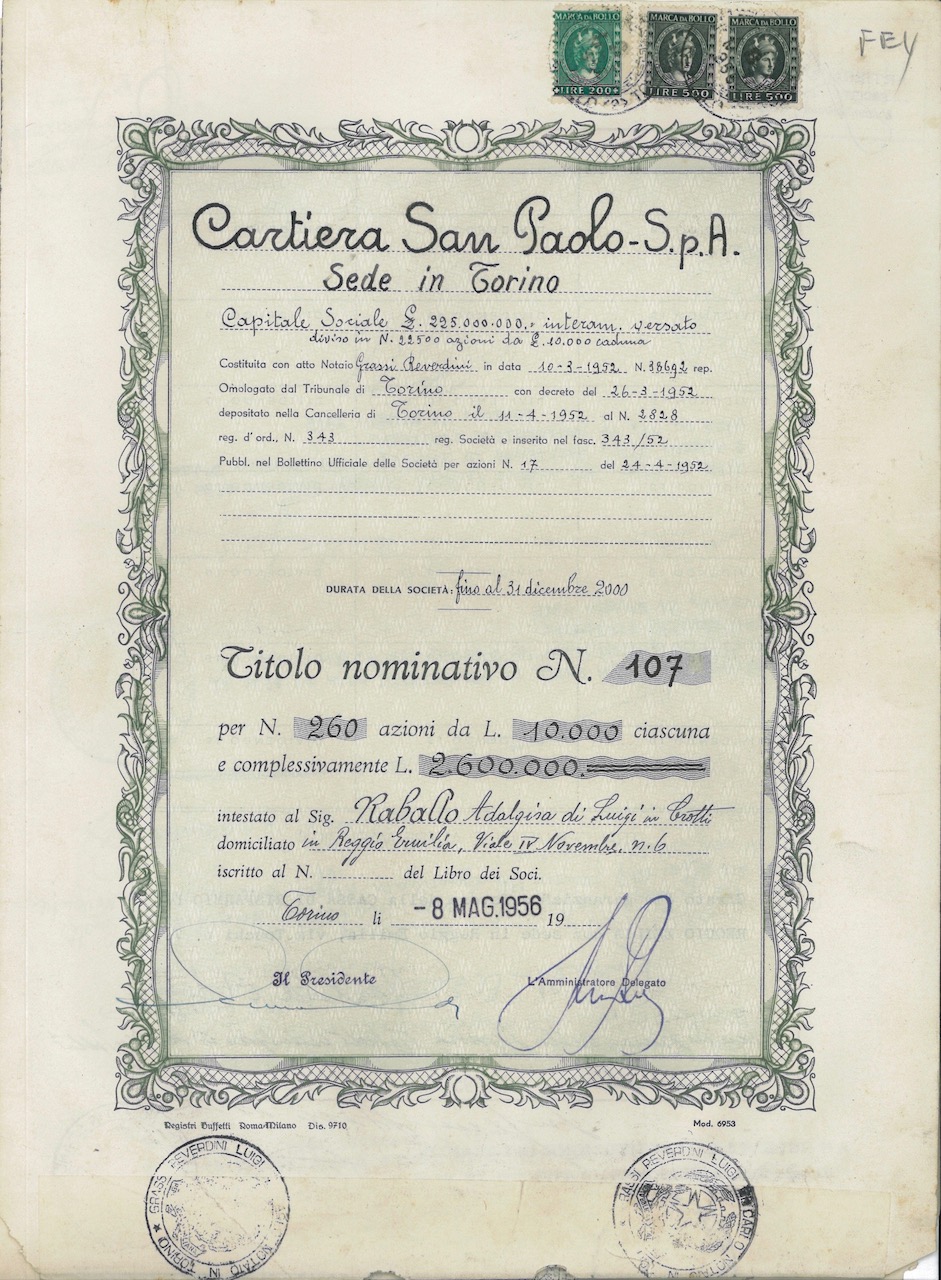 MARCA DA BOLLO MARCA DA BOLLO MARCA DA BOLLO
LIRE 200 LIRE 500 LIRE 500
FEY
Cartiera San Paolo - S.p.A.
Sede in Torino
Capitale Sociale £. 225.000.000.= interam. versato
diviso in N. 22500 azioni da £. 10.000 caduna
Costituita con atto Notaio Grassi Reverdini in data 10-3-1952 N. 38692 rep.
Omologato dal Tribunale di Torino con decreto del 26-3-1952
depositato nella Cancelleria di Torino il 11-4-1952 al N. 2828
reg. d'ord., N. 343 reg. Società e inserito nel fasc. 343/52
Pubbl. nel Bollettino Ufficiale delle Società per azioni N. 17 del 24-4-1952
DURATA DELLA SOCIETÀ: fino al 31 dicembre 2000
Titolo nominativo N. 107
per N. 260 azioni da L. 10.000 ciascuna
e complessivamente L. 2.600.000.
intestato al Sig. Raballo Adalgisa di Luigi in Crotti
domiciliato in Reggio Emilia, Viale IV Novembre, n. 6
iscritto al N. del Libro dei Soci.
Torino li - 8 MAG. 1956 19
Il Presidente L'Amministratore Delegato
Registri Buffetti Roma/Milano Dis. 9710 Mod. 6953
GRASSI REVERDINI LUIGI NOTAIO IN TORINO
GRASSI REVERDINI LUIGI DI CARLO NOTAIO IN